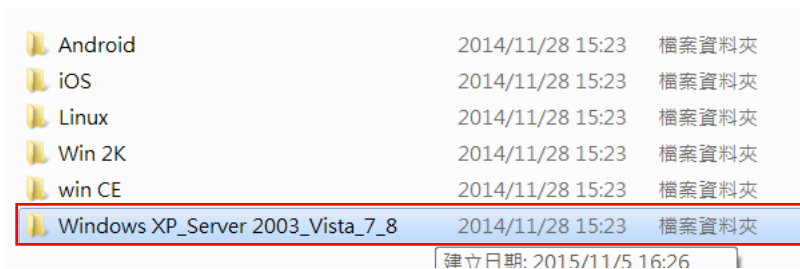 Android 2014/11/28 15:23 檔案資料夾
iOS 2014/11/28 15:23 檔案資料夾
Linux 2014/11/28 15:23 檔案資料夾
Win 2K 2014/11/28 15:23 檔案資料夾
win CE 2014/11/28 15:23 檔案資料夾
Windows XP_Server 2003_Vista_7_8 2014/11/28 15:23 檔案資料夾
建立日期: 2015/11/5 16:26